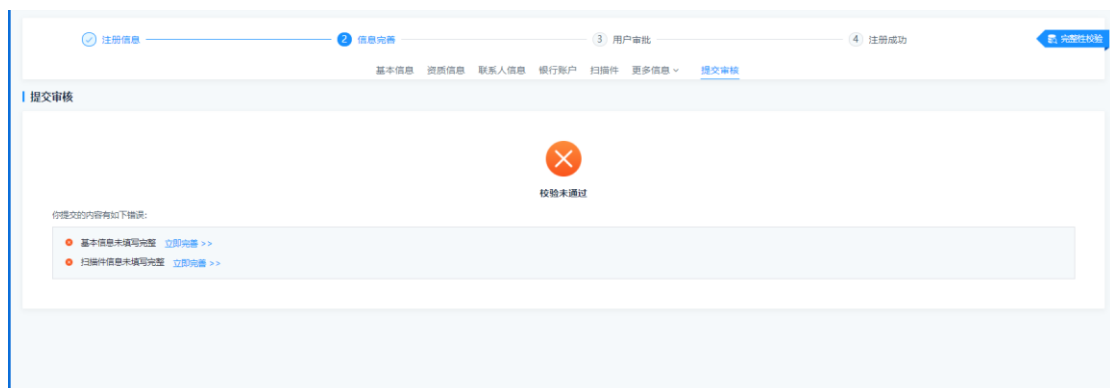 注册信息 2 信息完善 3 用户审批 4 注册成功 完整性校验
基本信息 资质信息 联系人信息 银行账户 扫描件 更多信息 提交审核
提交审核
校验未通过
你提交的内容有如下错误:
基本信息未填写完整 立即完善 >>
扫描件信息未填写完整 立即完善 >>